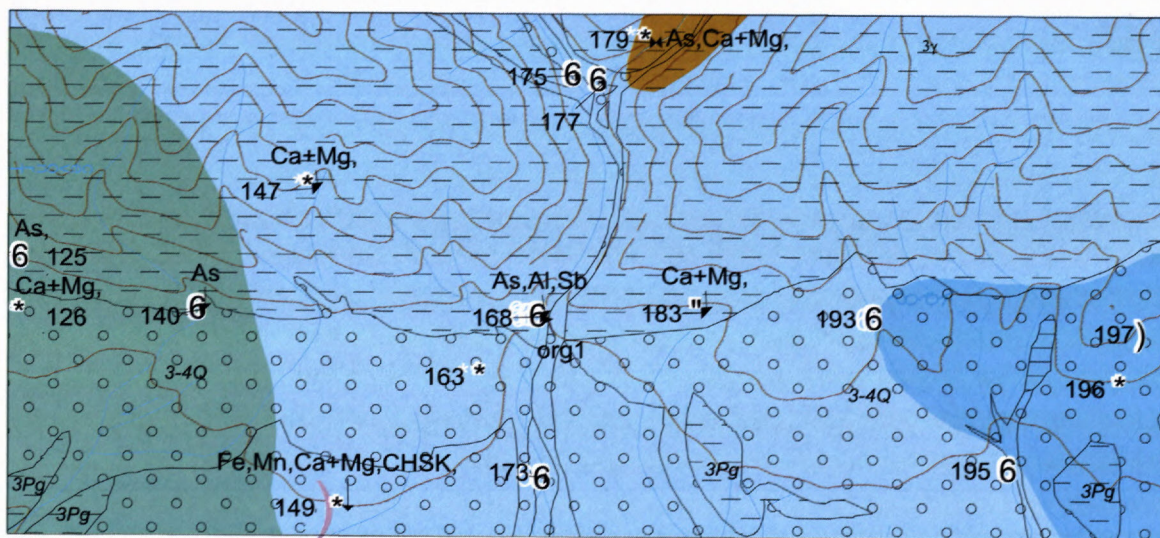 179 As,Ca+Mg,
3γ
175 6 6
177
Ca+Mg,
147 *
As,
6 125
As
As,Al,Sb
Ca+Mg,
Ca+Mg,
* 126
140 6
168 6
183 "
193 6
197 )
org1
163 *
3-4Q
3-4Q
196 *
Fe,Mn,Ca+Mg,CHSK,
173 6
3Pg
195 6
3Pg
3Pg
149 *
3Pg